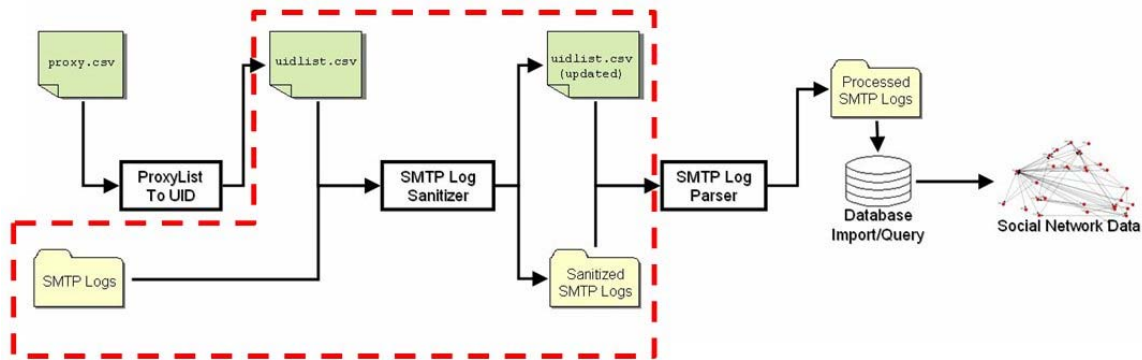 proxy.csv
uidlist.csv
uidlist.csv
(updated)
Processed
SMTP Logs
ProxyList
To UID
SMTP Log
Sanitizer
SMTP Log
Parser
Database
Import/Query
Social Network Data
SMTP Logs
Sanitized
SMTP Logs